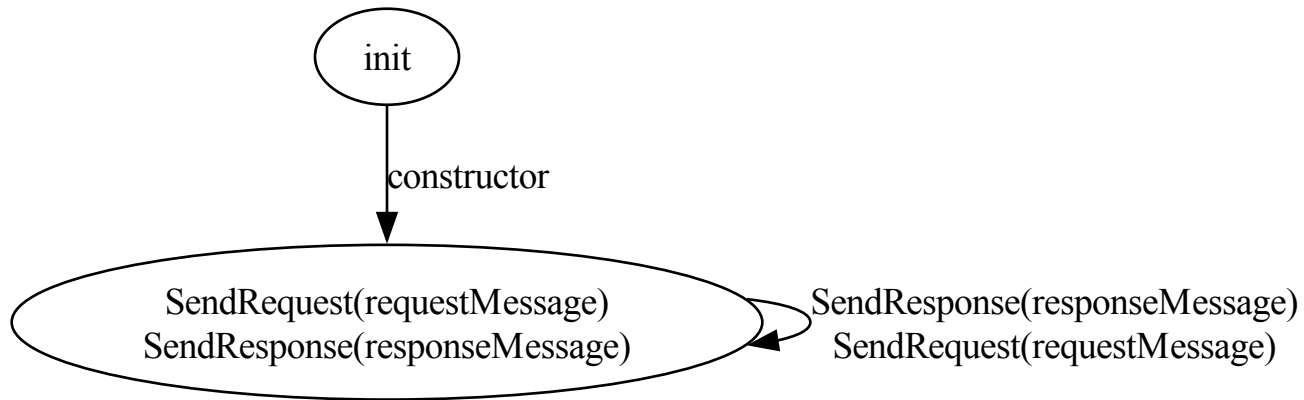 init
constructor
SendRequest(requestMessage)
SendResponse(responseMessage)
SendResponse(responseMessage)
SendRequest(requestMessage)